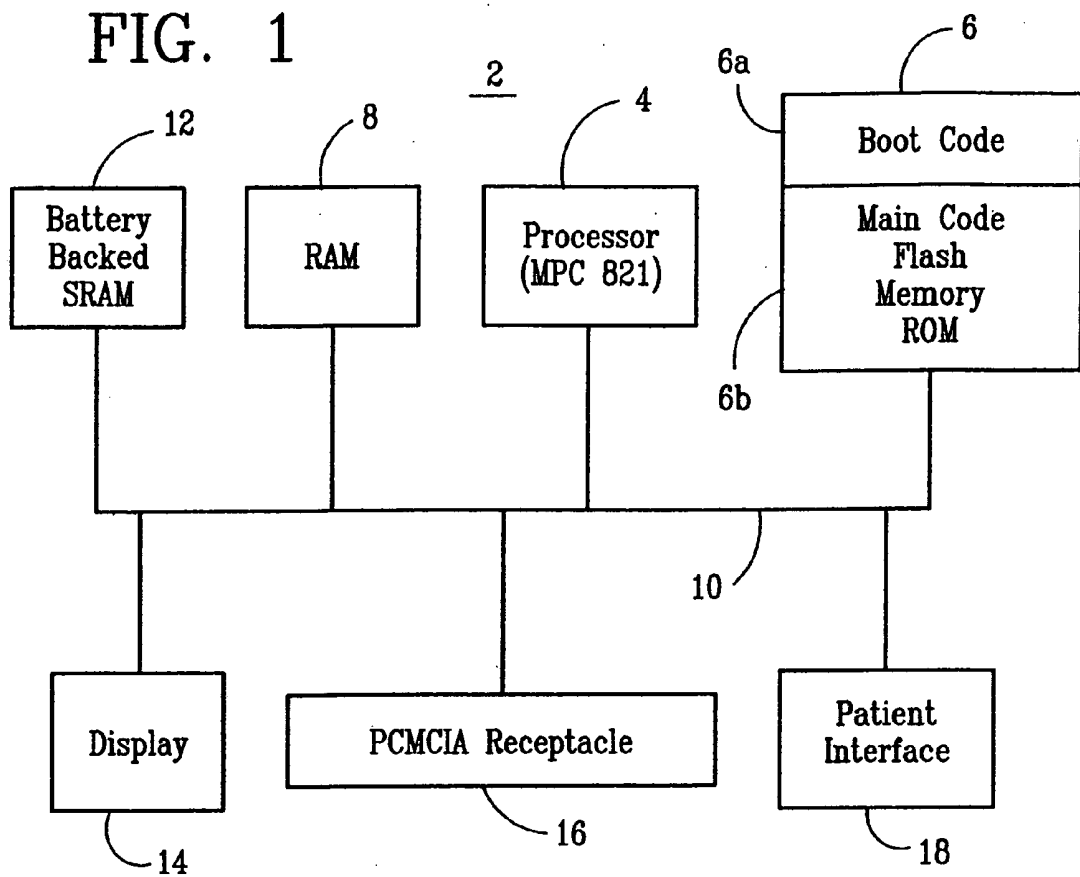 FIG. 1
2
12
8
4
6a
6
Battery
Backed
SRAM
RAM
Processor
(MPC 821)
Boot Code
Main Code
Flash
Memory
ROM
6b
10
Display
PCMCIA Receptacle
Patient
Interface
14
16
18